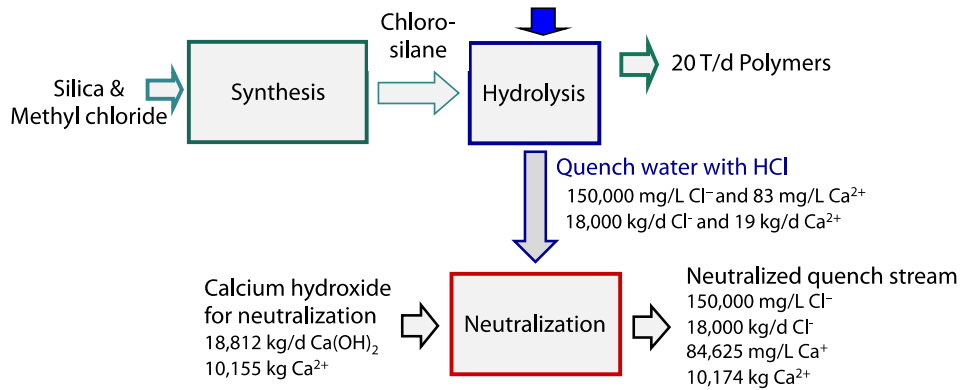 Chloro-
silane
Silica &
Methyl chloride
Synthesis
Hydrolysis
20 T/d Polymers
Quench water with HCl
150,000 mg/L Cl⁻ and 83 mg/L Ca²⁺
18,000 kg/d Cl⁻ and 19 kg/d Ca²⁺
Calcium hydroxide
for neutralization
18,812 kg/d Ca(OH)₂
10,155 kg Ca²⁺
Neutralization
Neutralized quench stream
150,000 mg/L Cl⁻
18,000 kg/d Cl⁻
84,625 mg/L Ca⁺
10,174 kg Ca²⁺